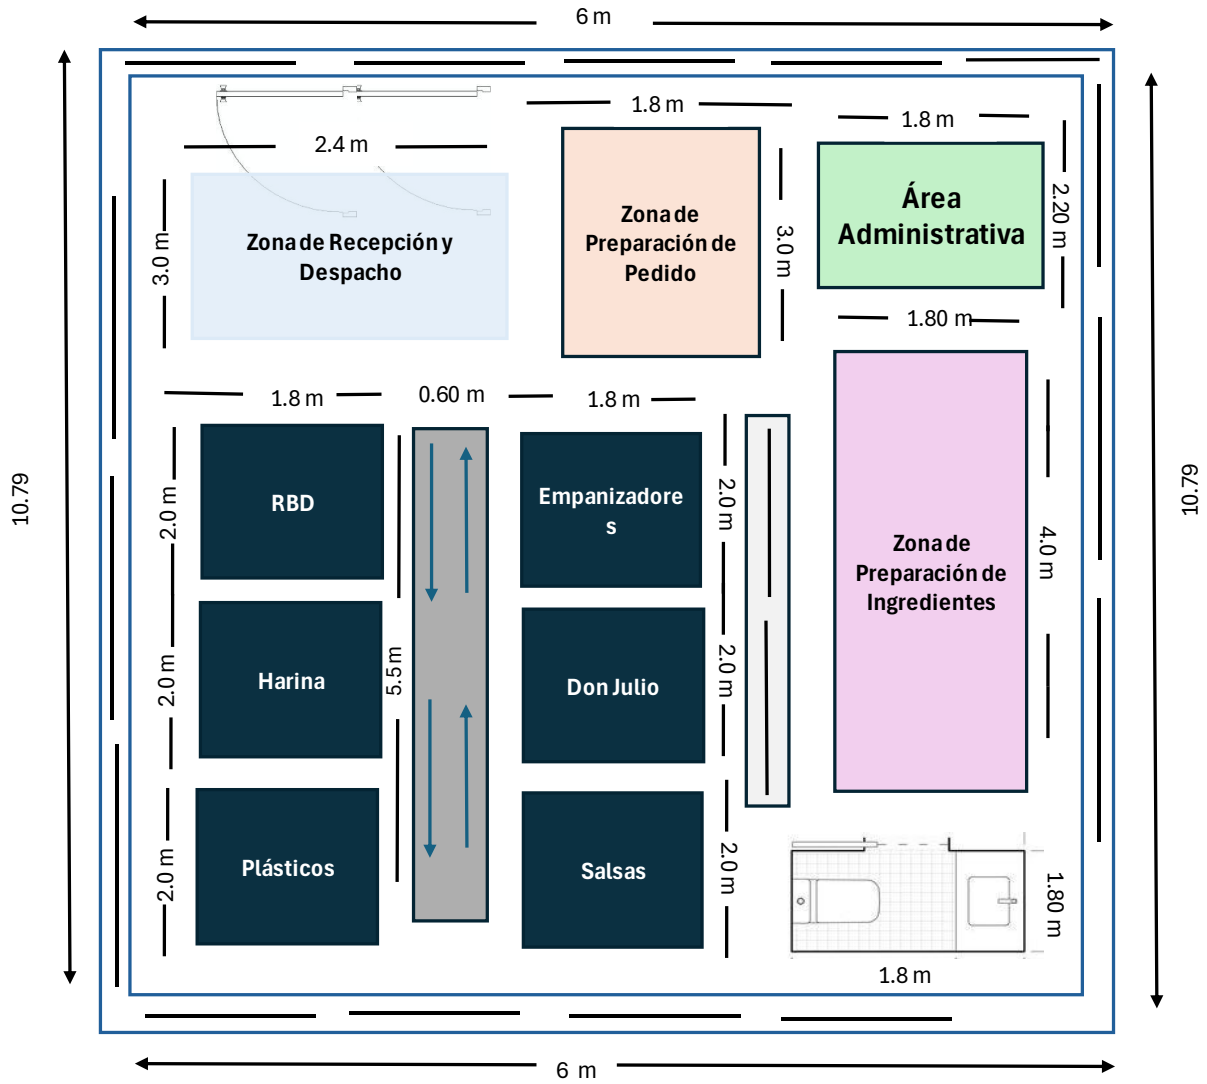 6 m
1.8 m
1.8 m
2.4 m
Zona de Recepción y
Despacho
3.0 m
Zona de
Preparación de
Pedido
3.0 m
Área
Administrativa
2.20 m
1.80 m
1.8 m
0.60 m
1.8 m
10.79
10.79
RBD
2.0 m
Empanizadore
s
2.0 m
Zona de
Preparación de
Ingredientes
4.0 m
Harina
2.0 m
5.5 m
Don Julio
2.0 m
Plásticos
2.0 m
Salsas
2.0 m
1.80 m
1.8 m
6 m